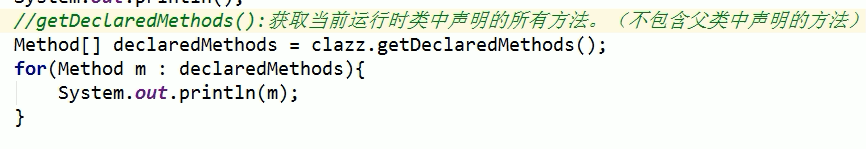 System.out.println();
//getDeclaredMethods():获取当前运行时类中声明的所有方法。（不包含父类中声明的方法）
Method[] declaredMethods = clazz.getDeclaredMethods();
for(Method m : declaredMethods){
    System.out.println(m);
}